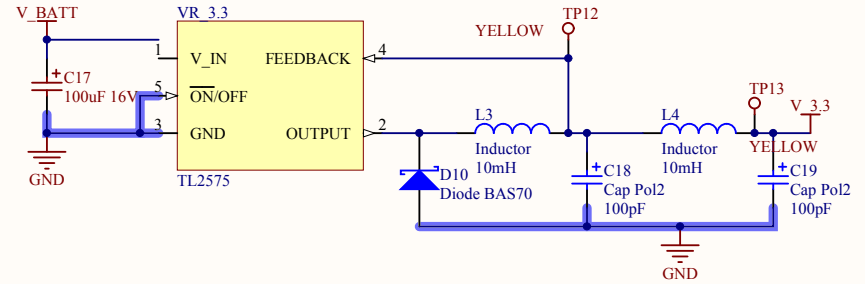 V_BATT
VR_3.3
TP12
YELLOW
1
V_IN
FEEDBACK
4
C17
100uF 16V
5
ON/OFF
TP13
3
GND
OUTPUT
2
L3
L4
V_3.3
Inductor
10mH
Inductor
10mH
YELLOW
GND
TL2575
D10
Diode BAS70
C18
Cap Pol2
100pF
C19
Cap Pol2
100pF
GND